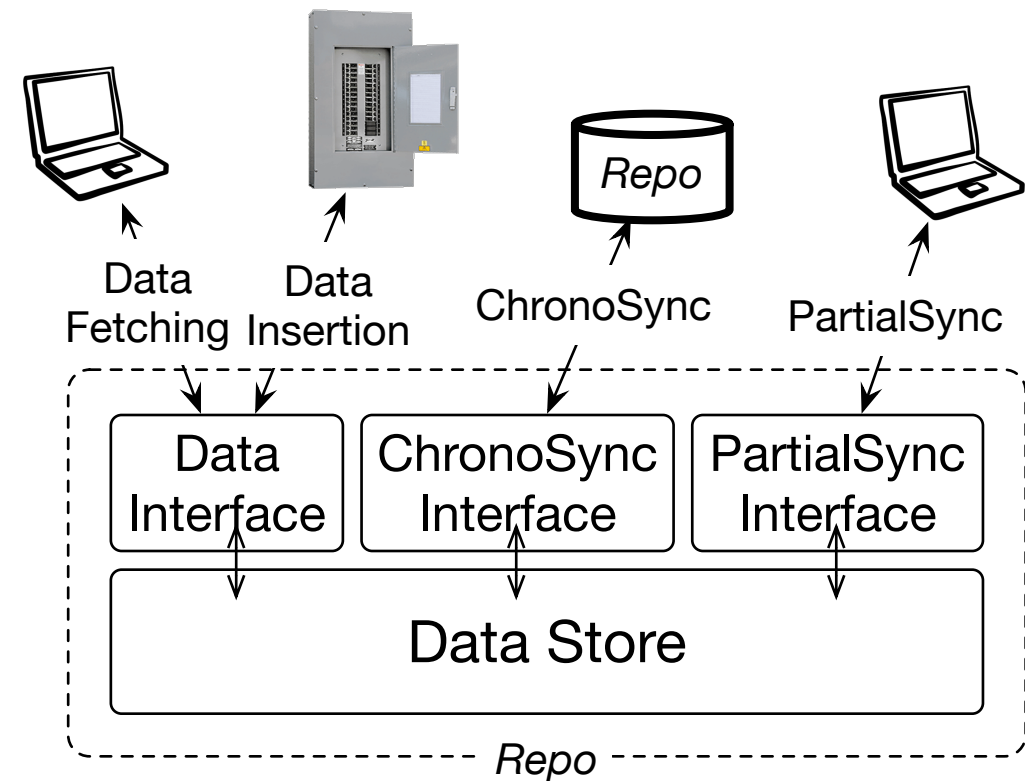 Repo
Data
Fetching
Data
Insertion
ChronoSync
PartialSync
Data
Interface
ChronoSync
Interface
PartialSync
Interface
Data Store
Repo